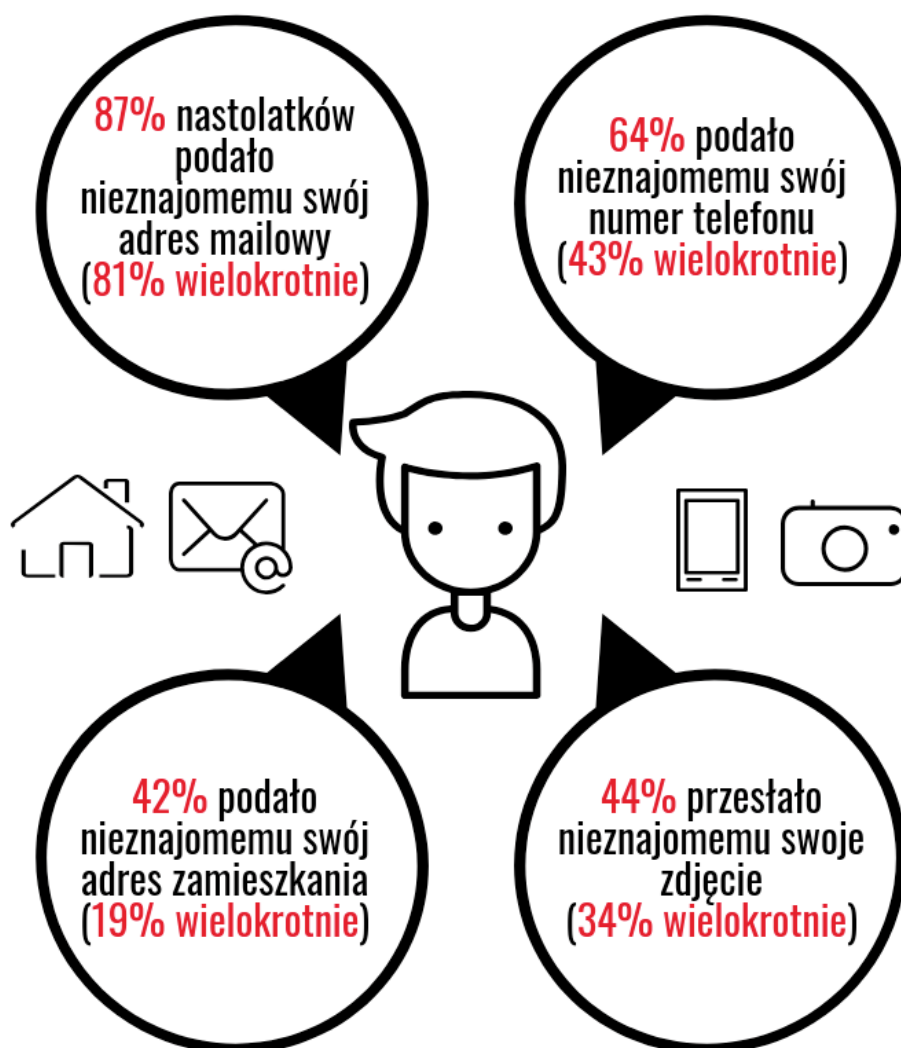 87% nastolatków
podało
nieznajomemu swój
adres mailowy
(81% wielokrotnie)
64% podało
nieznajomemu swój
numer telefonu
(43% wielokrotnie)
@
42% podało
nieznajomemu swój
adres zamieszkania
(19% wielokrotnie)
44% przesłało
nieznajomemu swoje
zdjęcie
(34% wielokrotnie)